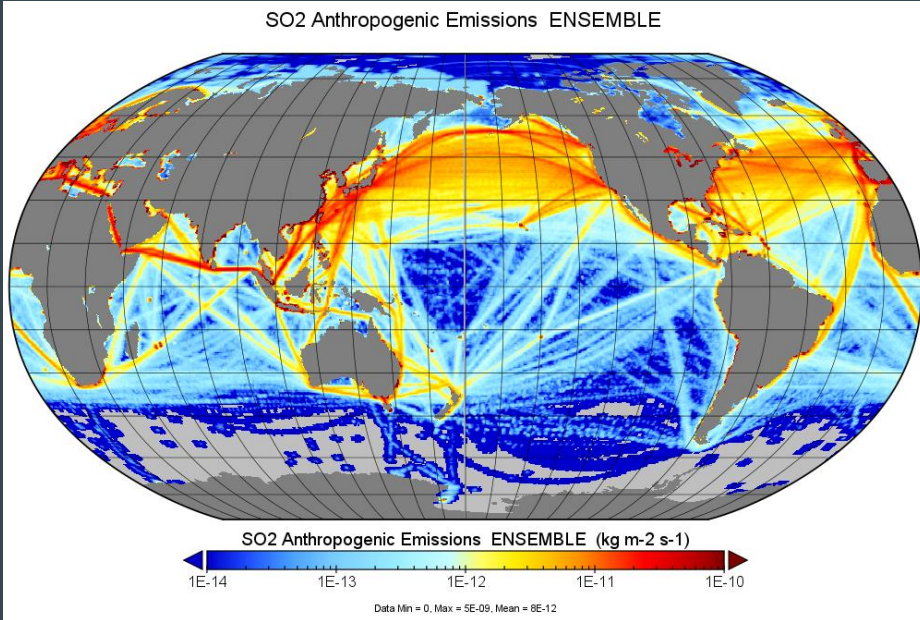 SO2 Anthropogenic Emissions ENSEMBLE
SO2 Anthropogenic Emissions ENSEMBLE (kg m-2 s-1)
1E-14 1E-13 1E-12 1E-11 1E-10
Data Min = 0, Max = 5E-09, Mean = 8E-12